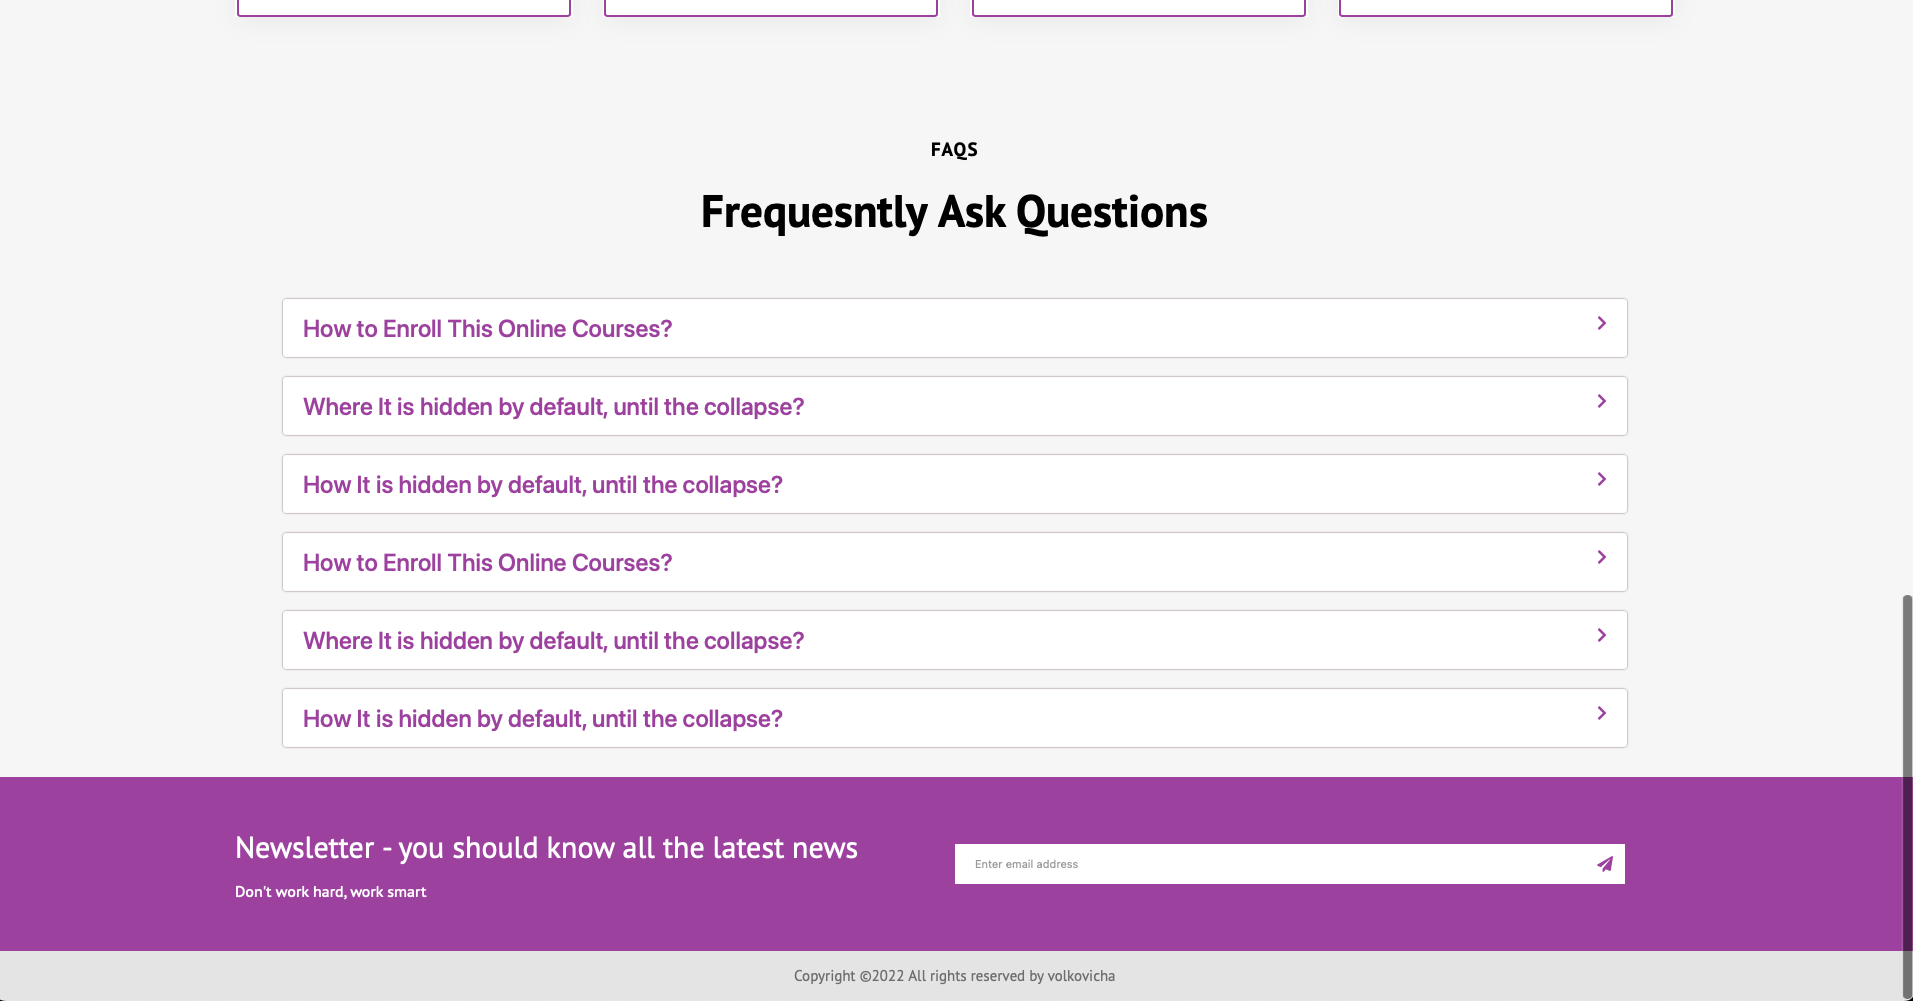 FAQS
Frequesntly Ask Questions
How to Enroll This Online Courses?
Where It is hidden by default, until the collapse?
How It is hidden by default, until the collapse?
How to Enroll This Online Courses?
Where It is hidden by default, until the collapse?
How It is hidden by default, until the collapse?
Newsletter - you should know all the latest news
Don't work hard, work smart
Enter email address
Copyright ©2022 All rights reserved by volkovicha